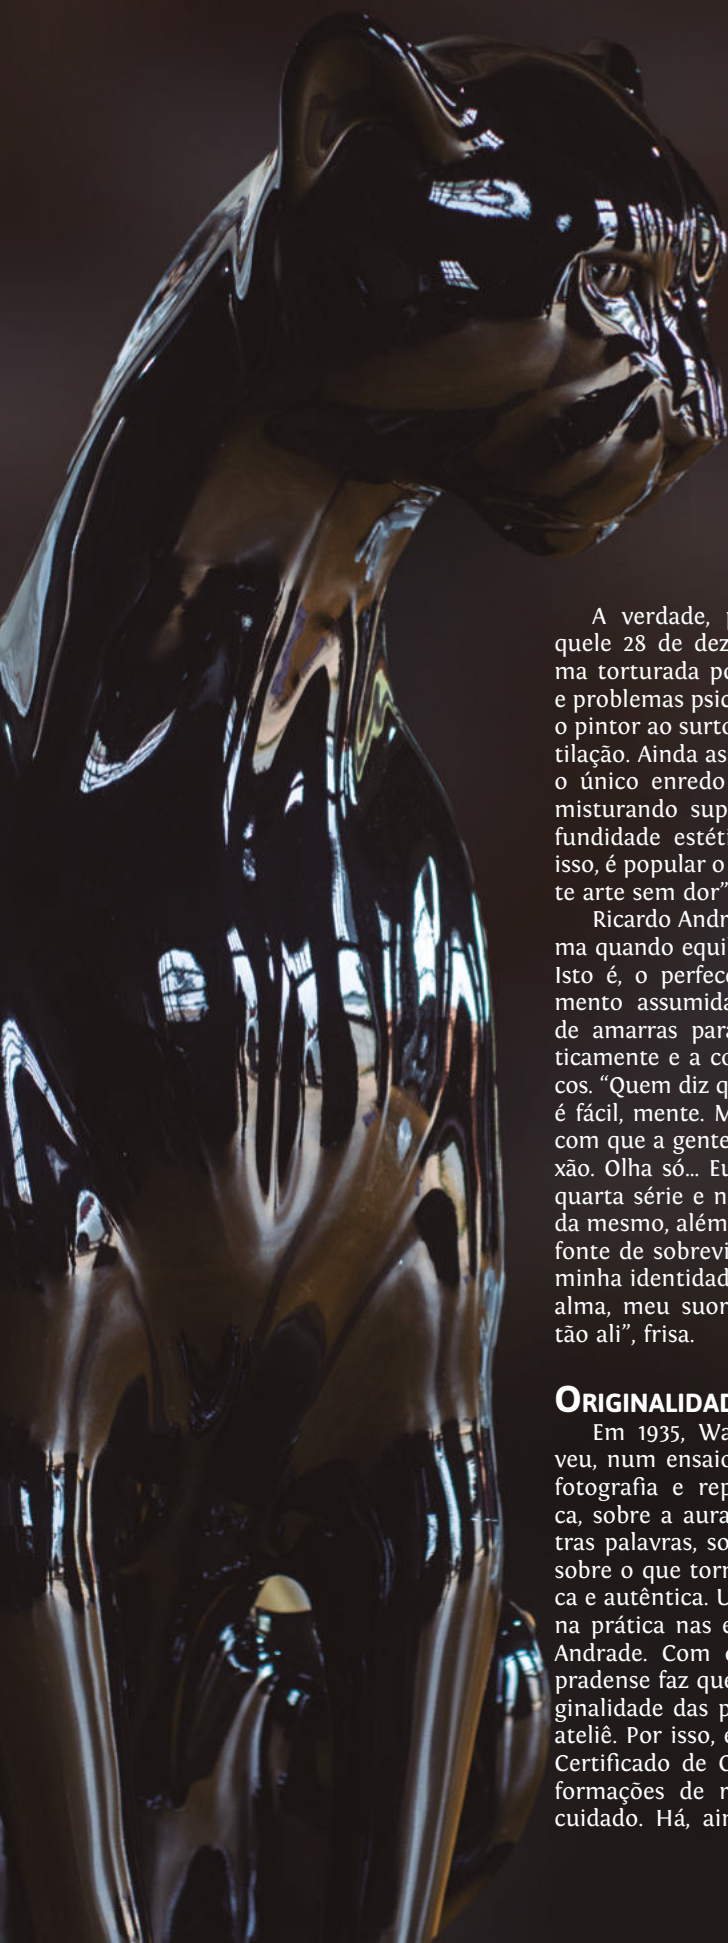 A verdade, p
quele 28 de dez
ma torturada po
e problemas psic
o pintor ao surto
tilação. Ainda as
o único enredo
misturando sup
fundidade estéti
isso, é popular o
te arte sem dor”
Ricardo Andr
ma quando equi
Isto é, o perfec
mento assumida
de amarras para
ticamente e a co
cos. “Quem diz q
é fácil, mente. M
com que a gente
xão. Olha só... Eu
quarta série e n
da mesmo, além
fonte de sobrevi
minha identidad
alma, meu suor
tão ali”, frisa.
ORIGINALIDAD
Em 1935, Wa
veu, num ensaio
fotografia e rep
ca, sobre a aura
tras palavras, so
sobre o que torn
ca e autêntica. U
na prática nas e
Andrade. Com c
pradense faz que
ginalidade das p
ateliê. Por isso, e
Certificado de C
formações de n
cuidado. Há, ain